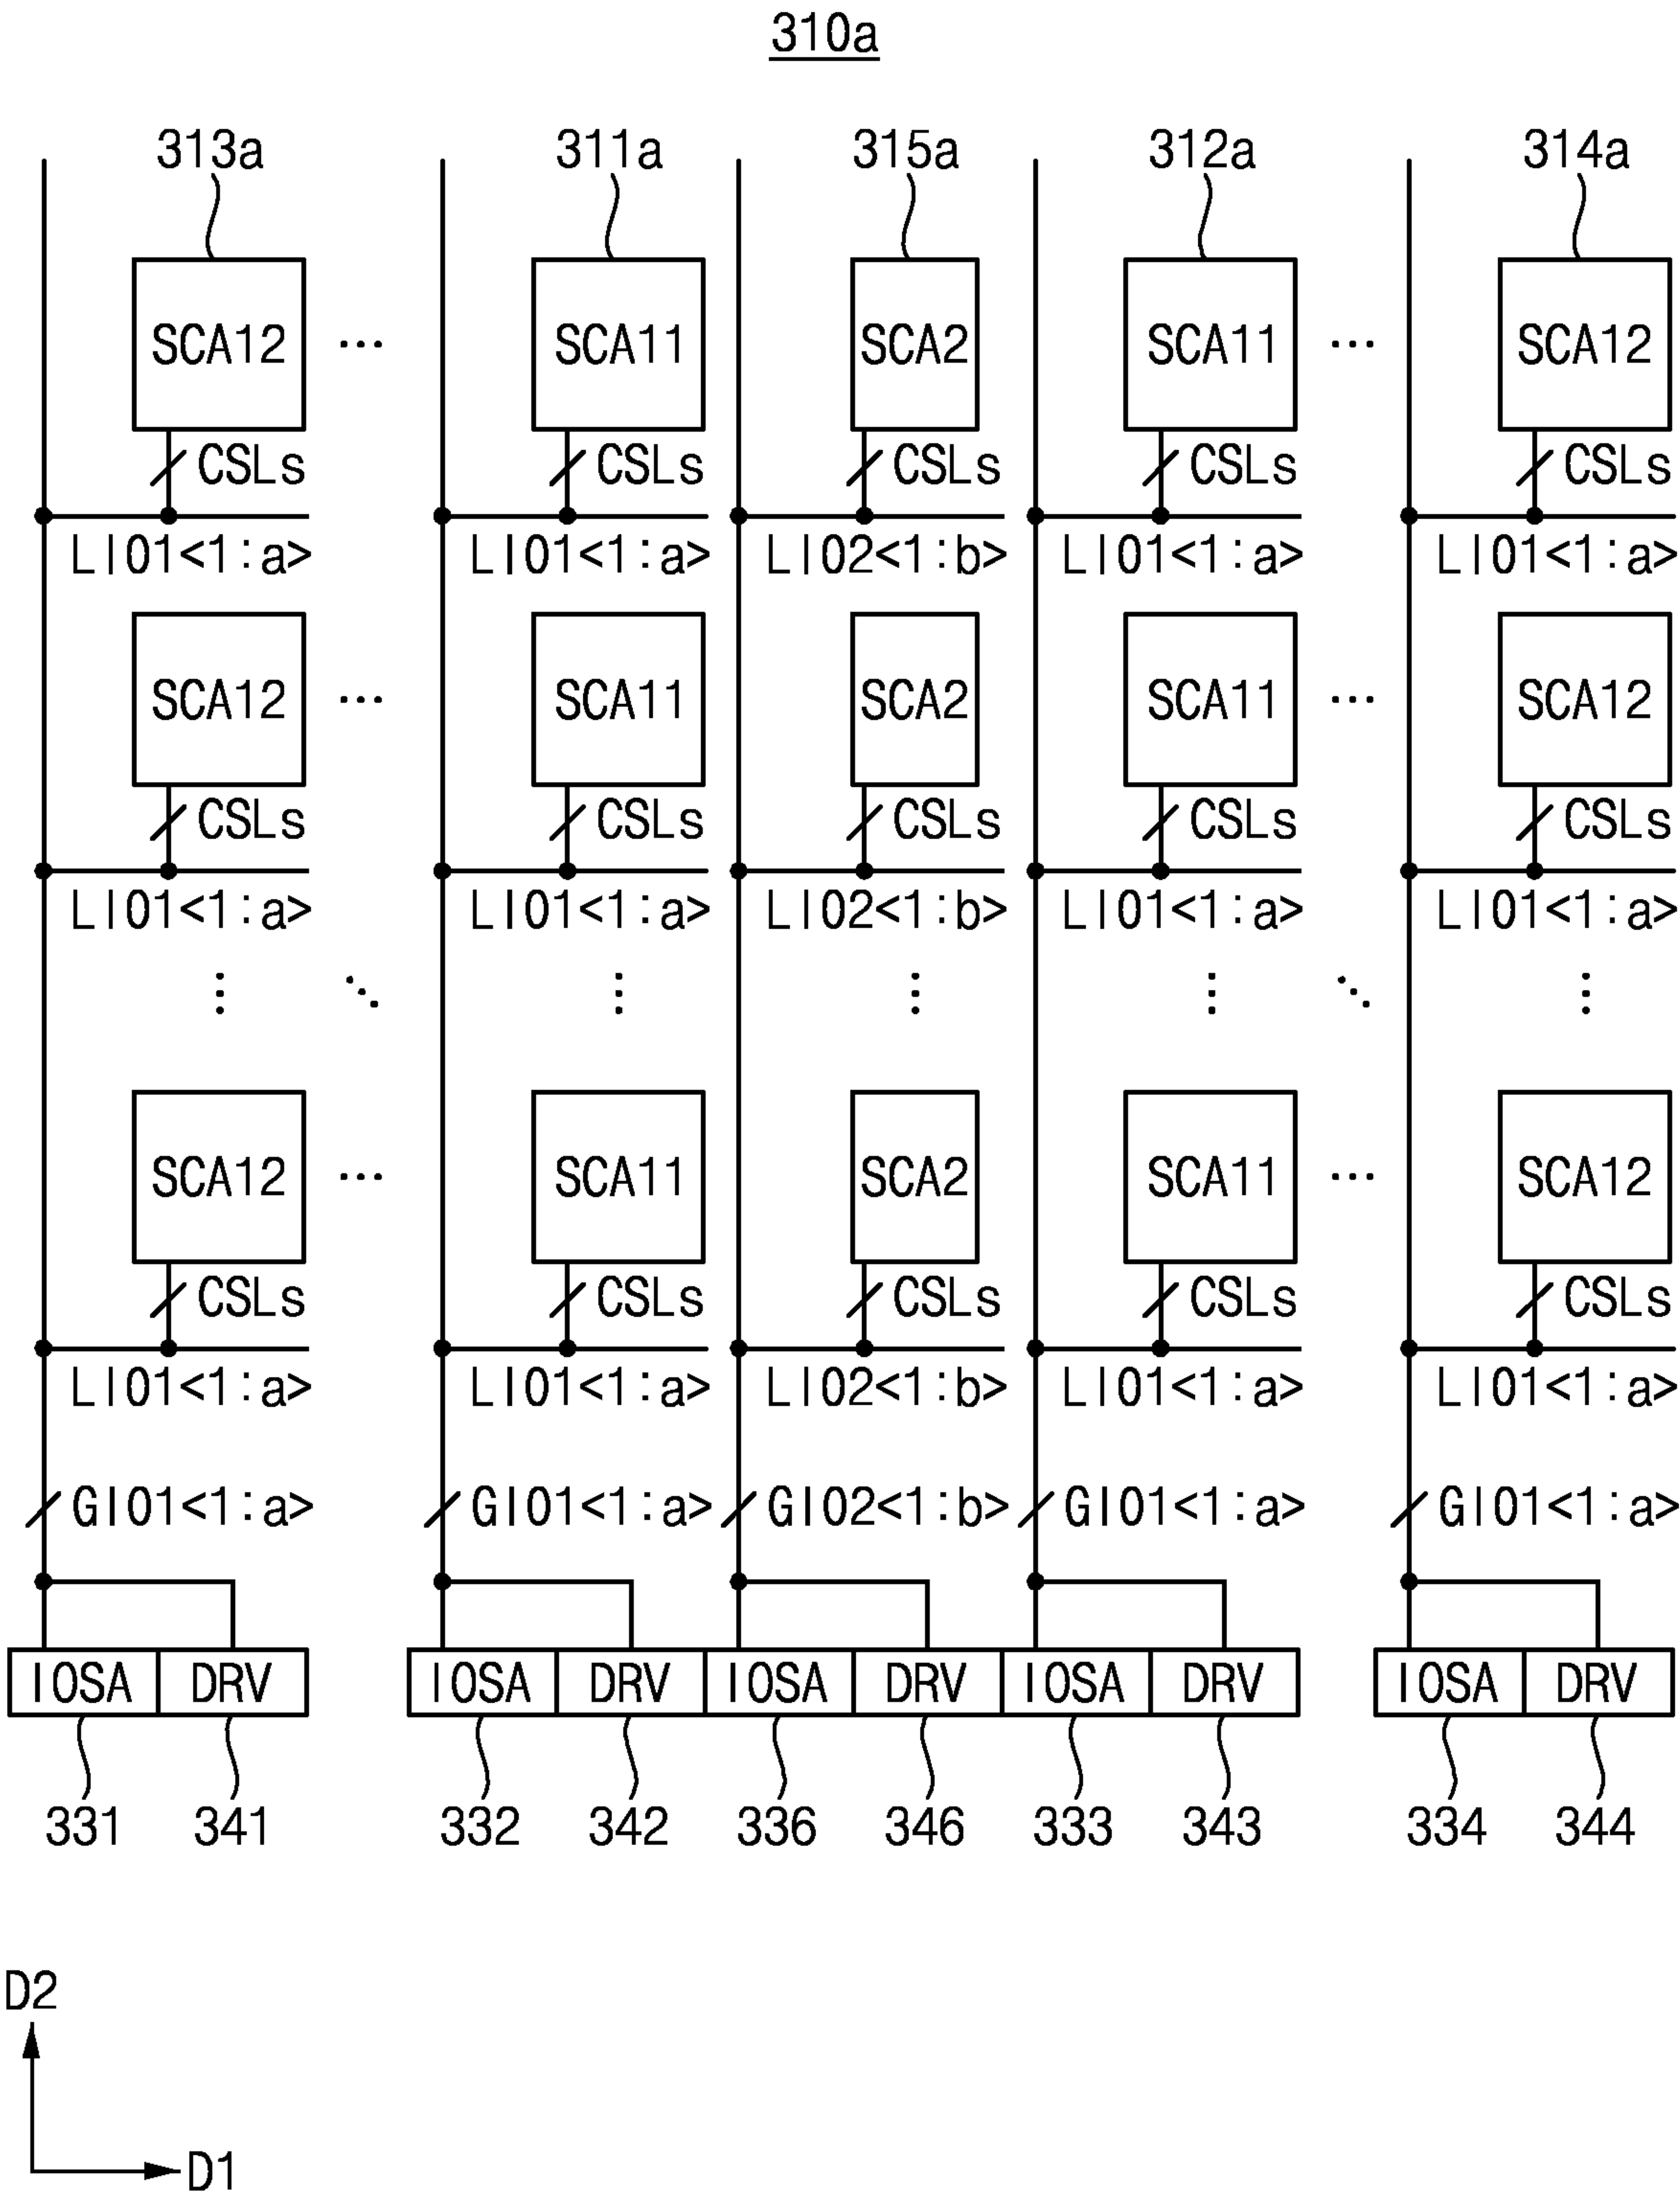 310a
313a 311a 315a 312a 314a
SCA12 ... SCA11 SCA2 SCA11 ... SCA12
CSLs CSLs CSLs CSLs CSLs
LIO1<1:a> LIO1<1:a> LIO2<1:b> LIO1<1:a> LIO1<1:a>
SCA12 ... SCA11 SCA2 SCA11 ... SCA12
CSLs CSLs CSLs CSLs CSLs
LIO1<1:a> LIO1<1:a> LIO2<1:b> LIO1<1:a> LIO1<1:a>
SCA12 ... SCA11 SCA2 SCA11 ... SCA12
CSLs CSLs CSLs CSLs CSLs
LIO1<1:a> LIO1<1:a> LIO2<1:b> LIO1<1:a> LIO1<1:a>
GIO1<1:a> GIO1<1:a> GIO2<1:b> GIO1<1:a> GIO1<1:a>
IOSA DRV IOSA DRV IOSA DRV IOSA DRV IOSA DRV
331 341 332 342 336 346 333 343 334 344
D2
D1